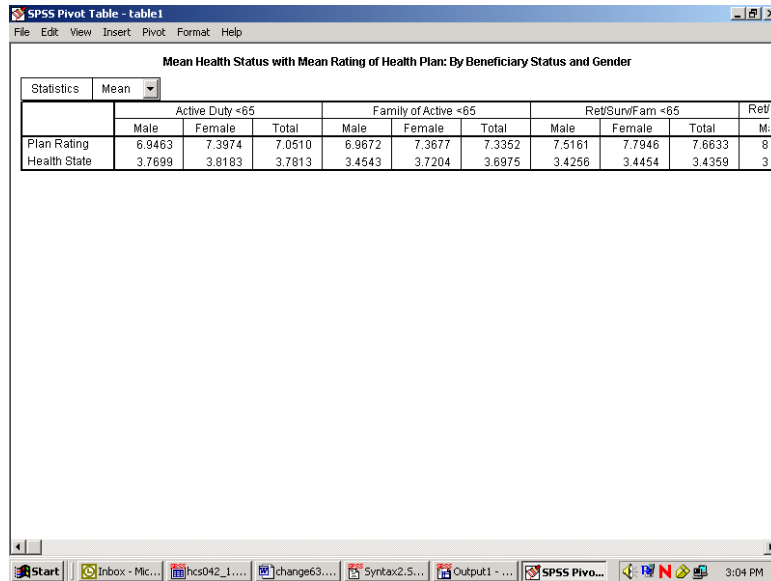 SPSS Pivot Table - table1
File Edit View Insert Pivot Format Help
Mean Health Status with Mean Rating of Health Plan: By Beneficiary Status and Gender
Statistics Mean
Active Duty <65 Family of Active <65 Ret/Surv/Fam <65 Ret/
Male Female Total Male Female Total Male Female Total M
Plan Rating 6.9463 7.3974 7.0510 6.9672 7.3677 7.3352 7.5161 7.7946 7.6633 8
Health State 3.7699 3.8183 3.7813 3.4543 3.7204 3.6975 3.4256 3.4454 3.4359 3
Start Inbox - Mic... hcs042_1.... change63.... Syntax2.S... Output1 - ... SPSS Pivo... 3:04 PM